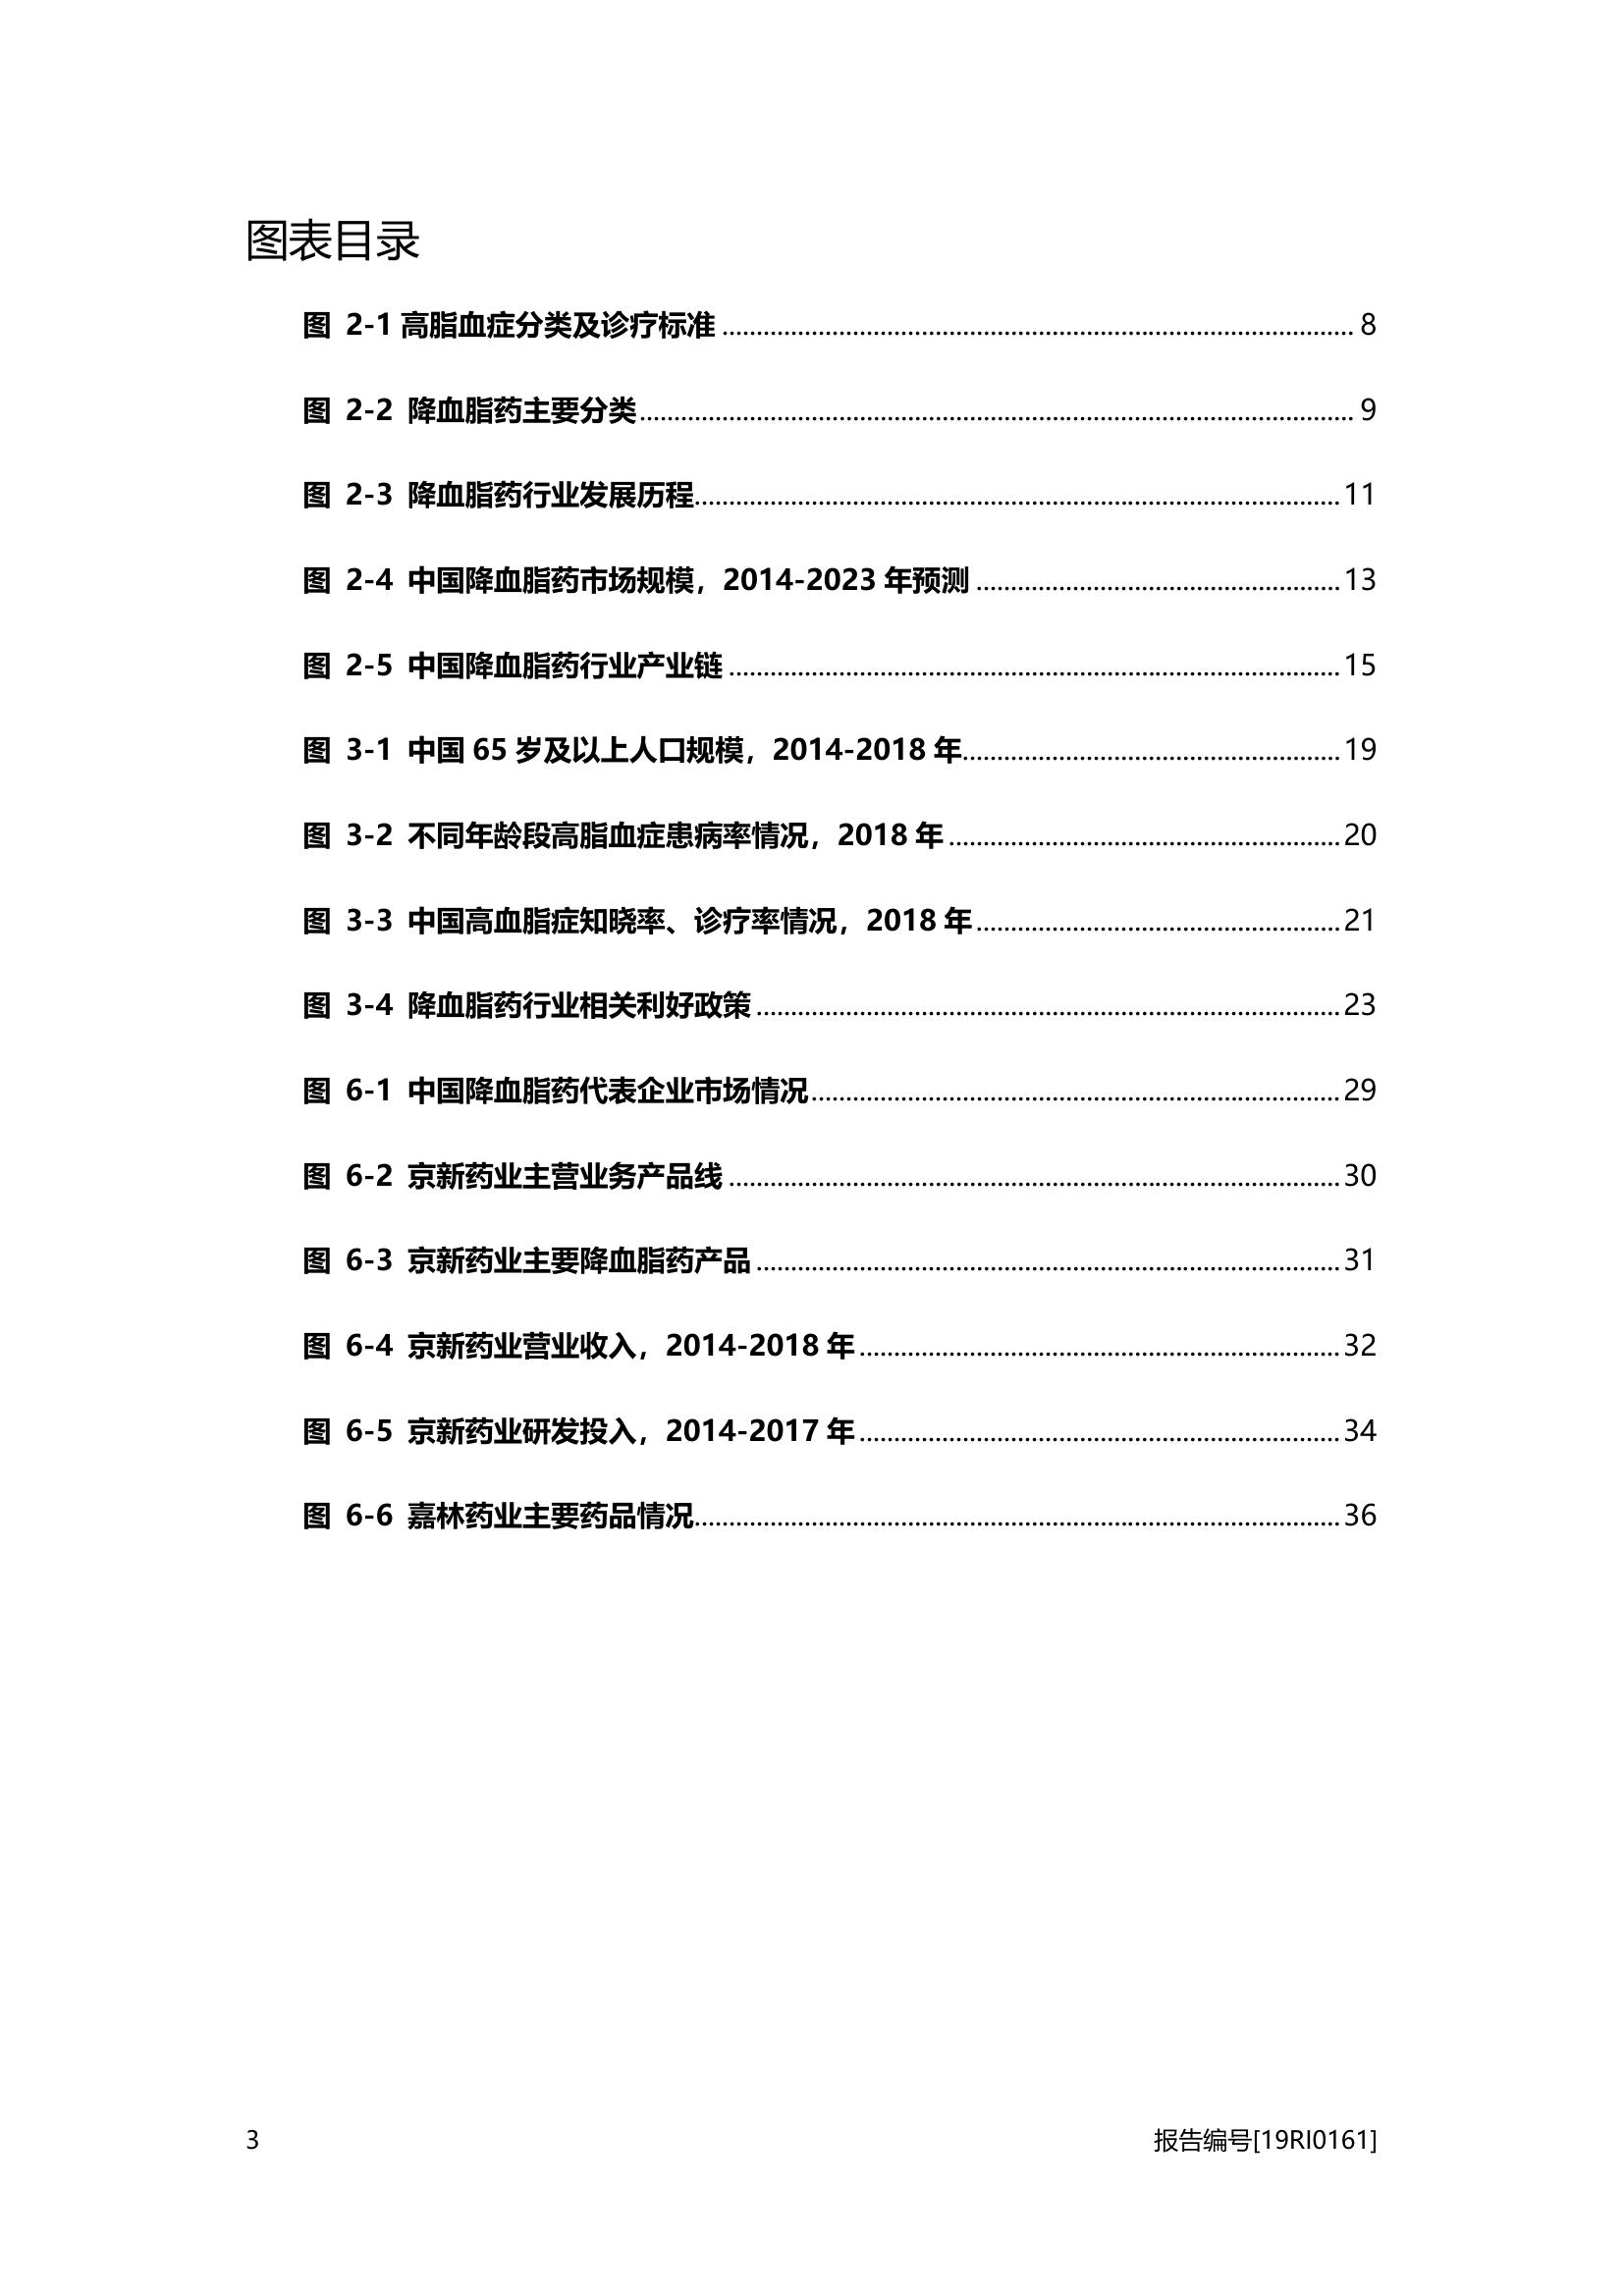 图表目录
图 2-1 高脂血症分类及诊疗标准 ........ 8
图 2-2 降血脂药主要分类 ........ 9
图 2-3 降血脂药行业发展历程 ........ 11
图 2-4 中国降血脂药市场规模，2014-2023 年预测 ........ 13
图 2-5 中国降血脂药行业产业链 ........ 15
图 3-1 中国 65 岁及以上人口规模，2014-2018 年 ........ 19
图 3-2 不同年龄段高脂血症患病率情况，2018 年 ........ 20
图 3-3 中国高血脂症知晓率、诊疗率情况，2018 年 ........ 21
图 3-4 降血脂药行业相关利好政策 ........ 23
图 6-1 中国降血脂药代表企业市场情况 ........ 29
图 6-2 京新药业主营业务产品线 ........ 30
图 6-3 京新药业主要降血脂药产品 ........ 31
图 6-4 京新药业营业收入，2014-2018 年 ........ 32
图 6-5 京新药业研发投入，2014-2017 年 ........ 34
图 6-6 嘉林药业主要药品情况 ........ 36
3 报告编号[19RI0161]